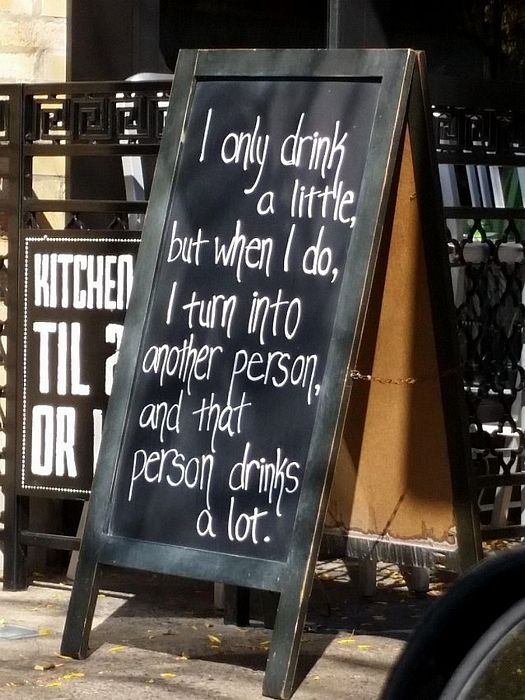 I only drink
a little,
but when I do,
I turn into
another person,
and that
person drinks
a lot.
KITCHEN
TIL
OR